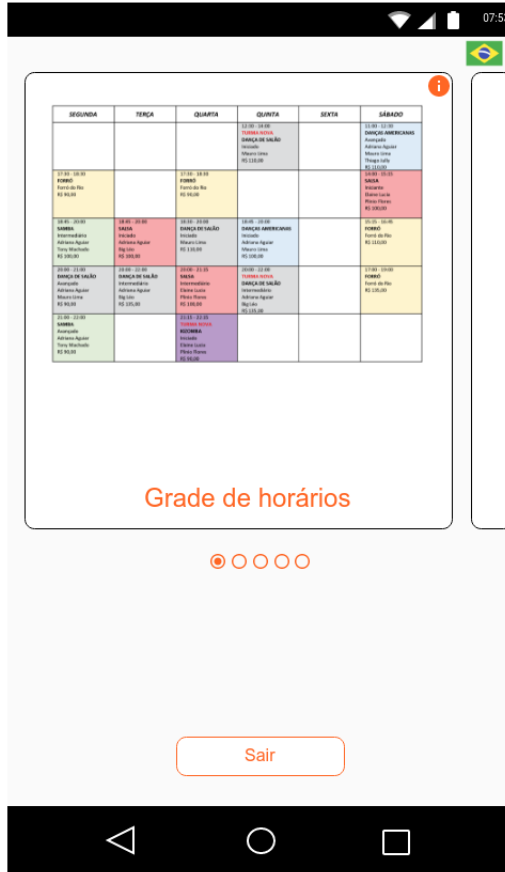 07:53
SEGUNDA TERÇA QUARTA QUINTA SEXTA SÁBADO
12:00 - 14:00
TURMA NOVA
DANÇA DE SALÃO
Iniciado
Mauro Lima
R$ 110,00
11:00 - 12:30
DANÇAS AMERICANAS
Avançado
Adriana Aguiar
Mauro Lima
R$ 110,00
17:30 - 18:30
FORRÓ
Forró do Rio
R$ 90,00
17:30 - 18:30
FORRÓ
Forró do Rio
R$ 90,00
SALSA
Iniciante
Elaine Lucia
Plínio Flores
R$ 100,00
18:45 - 20:00
SAMBA
Intermediário
Adriana Aguiar
Tony Machado
R$ 100,00
18:45 - 20:00
SALSA
Iniciado
Adriana Aguiar
Big Léo
R$ 100,00
18:30 - 20:00
DANÇA DE SALÃO
Iniciado
Mauro Lima
R$ 110,00
18:45 - 20:00
DANÇAS AMERICANAS
Iniciado
Adriana Aguiar
Mauro Lima
R$ 100,00
15:35 - 16:45
FORRÓ
Forró do Rio
R$ 110,00
20:00 - 21:00
DANÇA DE SALÃO
Avançado
Adriana Aguiar
Mauro Lima
R$ 90,00
20:00 - 22:00
DANÇA DE SALÃO
Intermediário
Adriana Aguiar
Big Léo
R$ 135,00
20:00 - 21:15
SALSA
Intermediário
Elaine Lucia
Plínio Flores
R$ 100,00
20:00 - 22:00
TURMA NOVA
DANÇA DE SALÃO
Intermediário
Adriana Aguiar
Big Léo
R$ 135,00
17:00 - 19:00
FORRÓ
Forró do Rio
R$ 135,00
21:00 - 22:00
SAMBA
Avançado
Adriana Aguiar
Tony Machado
R$ 90,00
21:15 - 22:15
TURMA NOVA
KIZOMBA
Iniciado
Elaine Lucia
Plínio Flores
R$ 90,00
Grade de horários
Sair